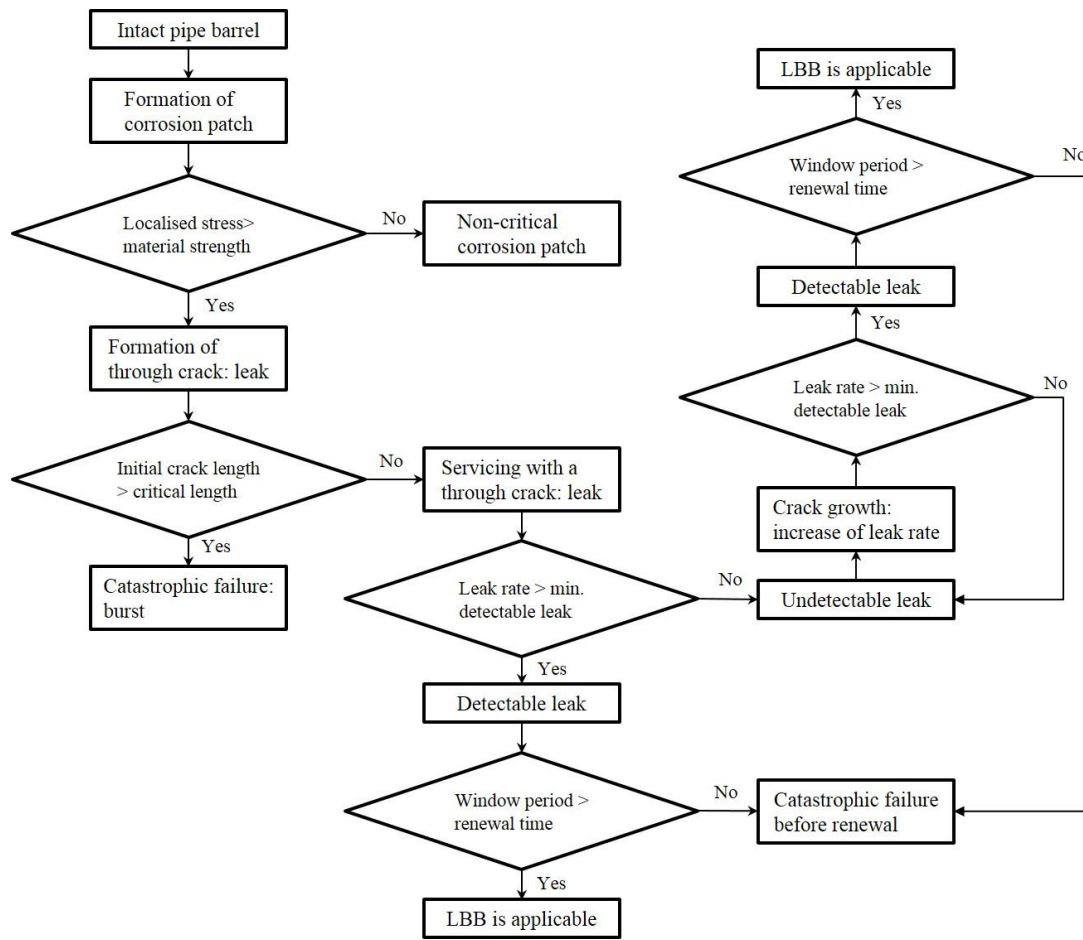 Intact pipe barrel
Formation of
corrosion patch
Localised stress>
material strength
No
Non-critical
corrosion patch
Yes
Formation of
through crack: leak
Initial crack length
> critical length
No
Servicing with a
through crack: leak
Yes
Catastrophic failure:
burst
Leak rate > min.
detectable leak
No
Undetectable leak
Crack growth:
increase of leak rate
Leak rate > min.
detectable leak
No
Yes
Detectable leak
Window period >
renewal time
No
Yes
LBB is applicable
Yes
Detectable leak
Window period >
renewal time
No
Catastrophic failure
before renewal
Yes
LBB is applicable